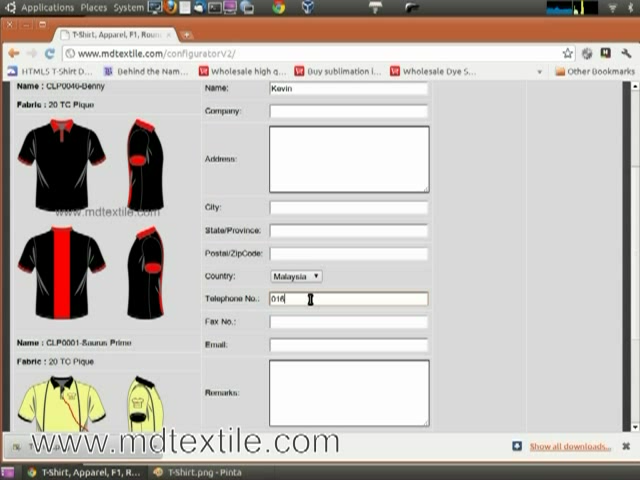 Applications Places System
T-Shirt, Apparel, F1, Roun
www.mdtextile.com/configuratorv2/
HTML5 T-Shirt D...
Behind the Nam...
Wholesale high q...
Buy sublimation i...
Wholesale Dye S...
Other Bookmarks
Name : CLP0040-Benny
Fabric : 20 TC Pique
www.mdtextile.com
Name : CLP0001-Saurus Prime
Fabric : 20 TC Pique
Name: Kevin
Company:
Address:
City:
State/Province:
Postal/ZipCode:
Country: Malaysia
Telephone No.: 016
Fax No.:
Email:
Remarks:
www.mdtextile.com
Show all downloads...
T-Shirt, Apparel, F1, R...
T-Shirt.png - Pinta